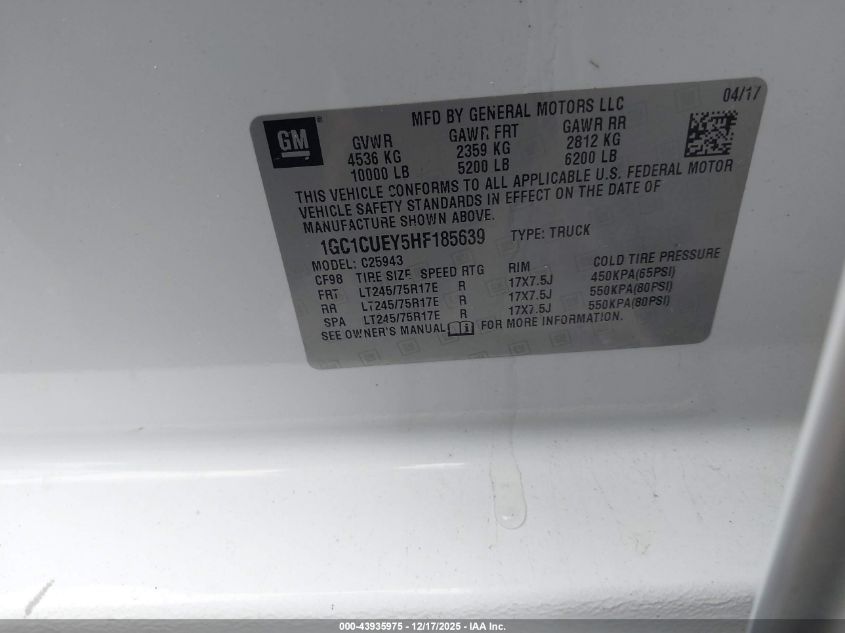 04/17
MFD BY GENERAL MOTORS LLC
GM®
GVWR GAWR FRT GAWR RR
4536 KG 2359 KG 2812 KG
10000 LB 5200 LB 6200 LB
THIS VEHICLE CONFORMS TO ALL APPLICABLE U.S. FEDERAL MOTOR
VEHICLE SAFETY STANDARDS IN EFFECT ON THE DATE OF
MANUFACTURE SHOWN ABOVE.
1GC1CUEY5HF185639 TYPE: TRUCK
MODEL: C25943
CF98 TIRE SIZE SPEED RTG RIM COLD TIRE PRESSURE
FRT LT245/75R17E R 17X7.5J 450KPA(65PSI)
RR LT245/75R17E R 17X7.5J 550KPA(80PSI)
SPA LT245/75R17E R 17X7.5J 550KPA(80PSI)
SEE OWNER'S MANUAL FOR MORE INFORMATION.
000-43935975 - 12/17/2025 - IAA Inc.